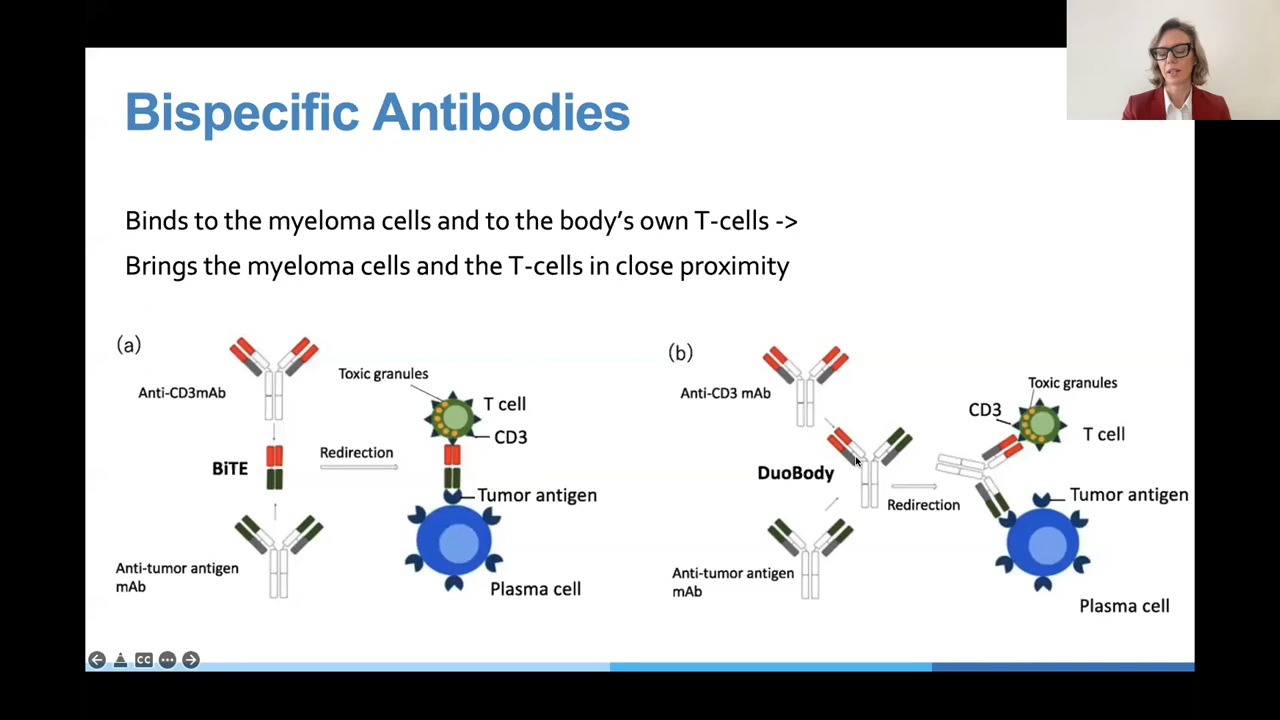 Bispecific Antibodies
Binds to the myeloma cells and to the body's own T-cells ->
Brings the myeloma cells and the T-cells in close proximity
(a)
Anti-CD3mAb
BiTE
Anti-tumor antigen
mAb
Redirection
Toxic granules
T cell
CD3
Tumor antigen
Plasma cell
(b)
Anti-CD3 mAb
DuoBody
Anti-tumor antigen
mAb
Redirection
Toxic granules
CD3
T cell
Tumor antigen
Plasma cell
CC